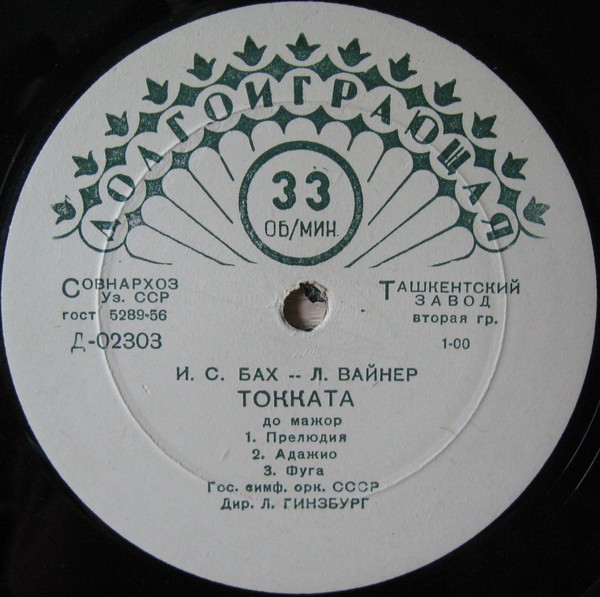 ДОЛГОИГРАЮЩАЯ
33
ОБ/МИН.
СОВНАРХОЗ
Уз. ССР
гост 5289-56
Д-02303
ТАШКЕНТСКИЙ
ЗАВОД
вторая гр.
1-00
И. С. БАХ -- Л. ВАЙНЕР
ТОККАТА
до мажор
1. Прелюдия
2. Адажио
3. Фуга
Гос. симф. орк. СССР
Дир. Л. ГИНЗБУРГ